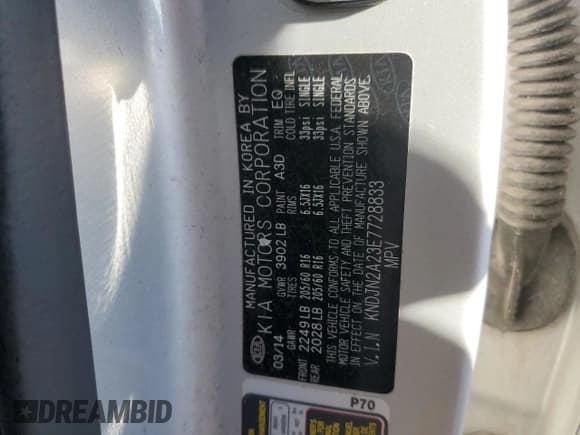 MANUFACTURED IN KOREA BY
KIA MOTORS CORPORATION
KIA
03/14 GVWR 3902 LB PAINT A3D TRIM EQ
GAWR TIRES RIMS COLD TIRE INFL.
FRONT 2249 LB 205/60 R16 6.5JX16 33psi SINGLE
REAR 2028 LB 205/60 R16 6.5JX16 33psi SINGLE
THIS VEHICLE CONFORMS TO ALL APPLICABLE U.S.A. FEDERAL
MOTOR VEHICLE SAFETY AND THEFT PREVENTION STANDARDS
IN EFFECT ON THE DATE OF MANUFACTURE SHOWN ABOVE.
V.I.N KNDJN2A23E7728833
MPV
P70
DREAMBID